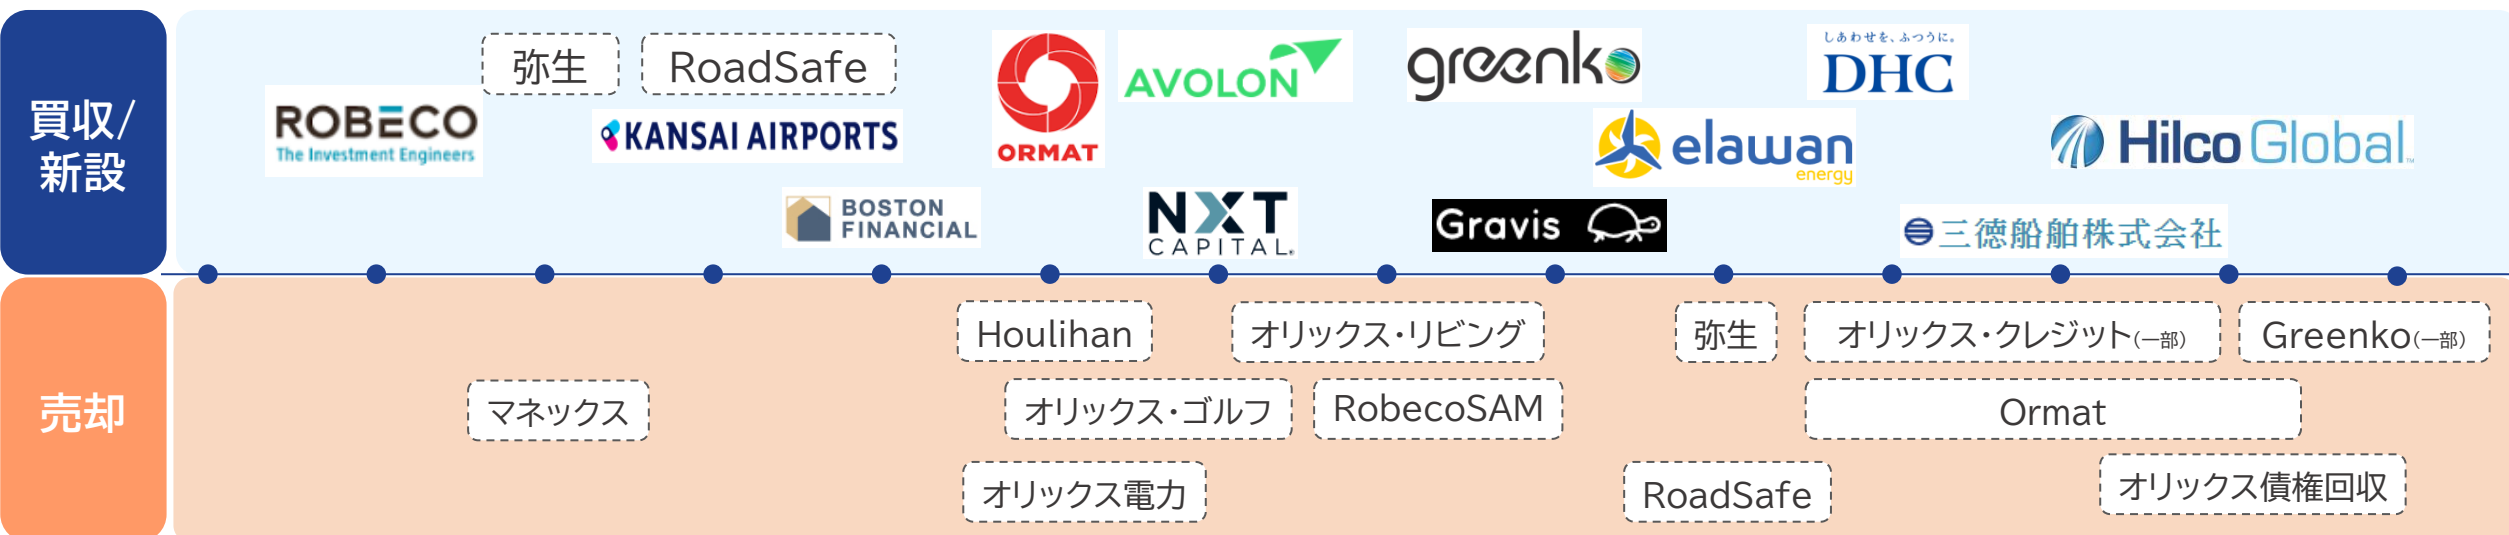 買収/
新設
弥生
RoadSafe
ROBECO
The Investment Engineers
KANSAI AIRPORTS
BOSTON
FINANCIAL
ORMAT
AVOLON
NXT
CAPITAL®
greenko
Gravis
elawan
energy
しあわせを、ふつうに。
DHC
Hilco Global™
三徳船舶株式会社
売却
マネックス
Houlihan
オリックス・ゴルフ
オリックス電力
オリックス・リビング
RobecoSAM
弥生
RoadSafe
オリックス・クレジット(一部)
Ormat
Greenko(一部)
オリックス債権回収